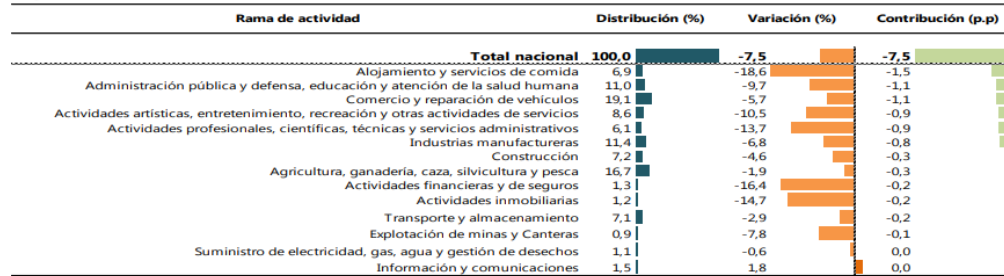 Rama de actividad Distribución (%) Variación (%) Contribución (p.p)
Total nacional 100,0 -7,5 -7,5
Alojamiento y servicios de comida 6,9 -18,6 -1,5
Administración pública y defensa, educación y atención de la salud humana 11,0 -9,7 -1,1
Comercio y reparación de vehículos 19,1 -5,7 -1,1
Actividades artísticas, entretenimiento, recreación y otras actividades de servicios 8,6 -10,5 -0,9
Actividades profesionales, científicas, técnicas y servicios administrativos 6,1 -13,7 -0,9
Industrias manufactureras 11,4 -6,8 -0,8
Construcción 7,2 -4,6 -0,3
Agricultura, ganadería, caza, silvicultura y pesca 16,7 -1,9 -0,3
Actividades financieras y de seguros 1,3 -16,4 -0,2
Actividades inmobiliarias 1,2 -14,7 -0,2
Transporte y almacenamiento 7,1 -2,9 -0,2
Explotación de minas y Canteras 0,9 -7,8 -0,1
Suministro de electricidad, gas, agua y gestión de desechos 1,1 -0,6 0,0
Información y comunicaciones 1,5 1,8 0,0